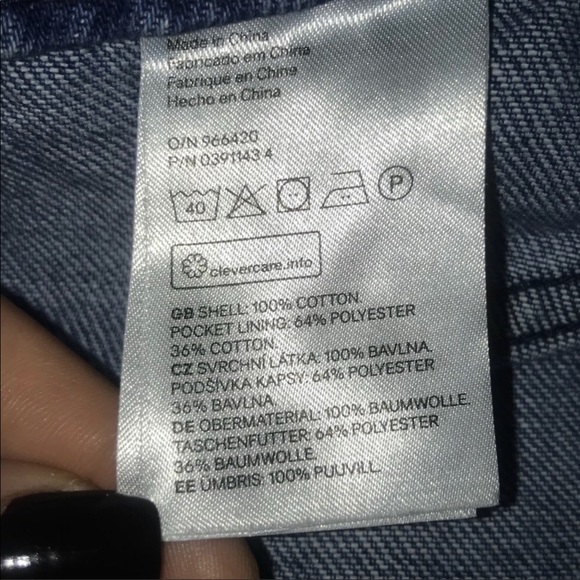 Made in China
Fabricado em China
Fabriqué en Chine
Hecho en China
O/N 966420
P/N 0391143 4
40
P
clevercare.info
GB SHELL: 100% COTTON.
POCKET LINING: 64% POLYESTER
36% COTTON.
CZ SVRCHNÍ LÁTKA: 100% BAVLNA.
PODŠÍVKA KAPSY: 64% POLYESTER
36% BAVLNA.
DE OBERMATERIAL: 100% BAUMWOLLE.
TASCHENFUTTER: 64% POLYESTER
36% BAUMWOLLE.
EE ÜMBRIS: 100% PUUVILL.